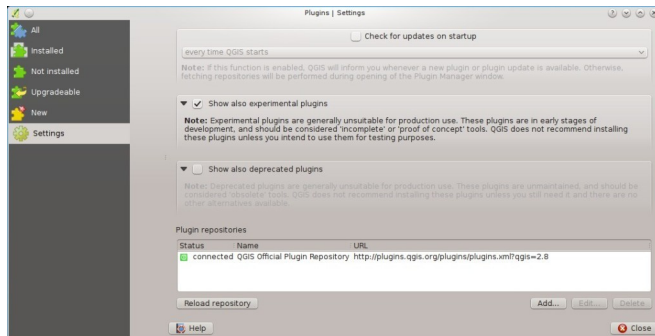 Plugins | Settings
All
Installed
Not installed
Upgradeable
New
Settings
Check for updates on startup
every time QGIS starts
Note: If this function is enabled, QGIS will inform you whenever a new plugin or plugin update is available. Otherwise,
fetching repositories will be performed during opening of the Plugin Manager window.
Show also experimental plugins
Note: Experimental plugins are generally unsuitable for production use. These plugins are in early stages of
development, and should be considered 'incomplete' or 'proof of concept' tools. QGIS does not recommend installing
these plugins unless you intend to use them for testing purposes.
Show also deprecated plugins
Note: Deprecated plugins are generally unsuitable for production use. These plugins are unmaintained, and should be
considered 'obsolete' tools. QGIS does not recommend installing these plugins unless you still need it and there are no
other alternatives available.
Plugin repositories
Status Name URL
connected QGIS Official Plugin Repository http://plugins.qgis.org/plugins/plugins.xml?qgis=2.8
Reload repository Add... Edit... Delete
Help Close